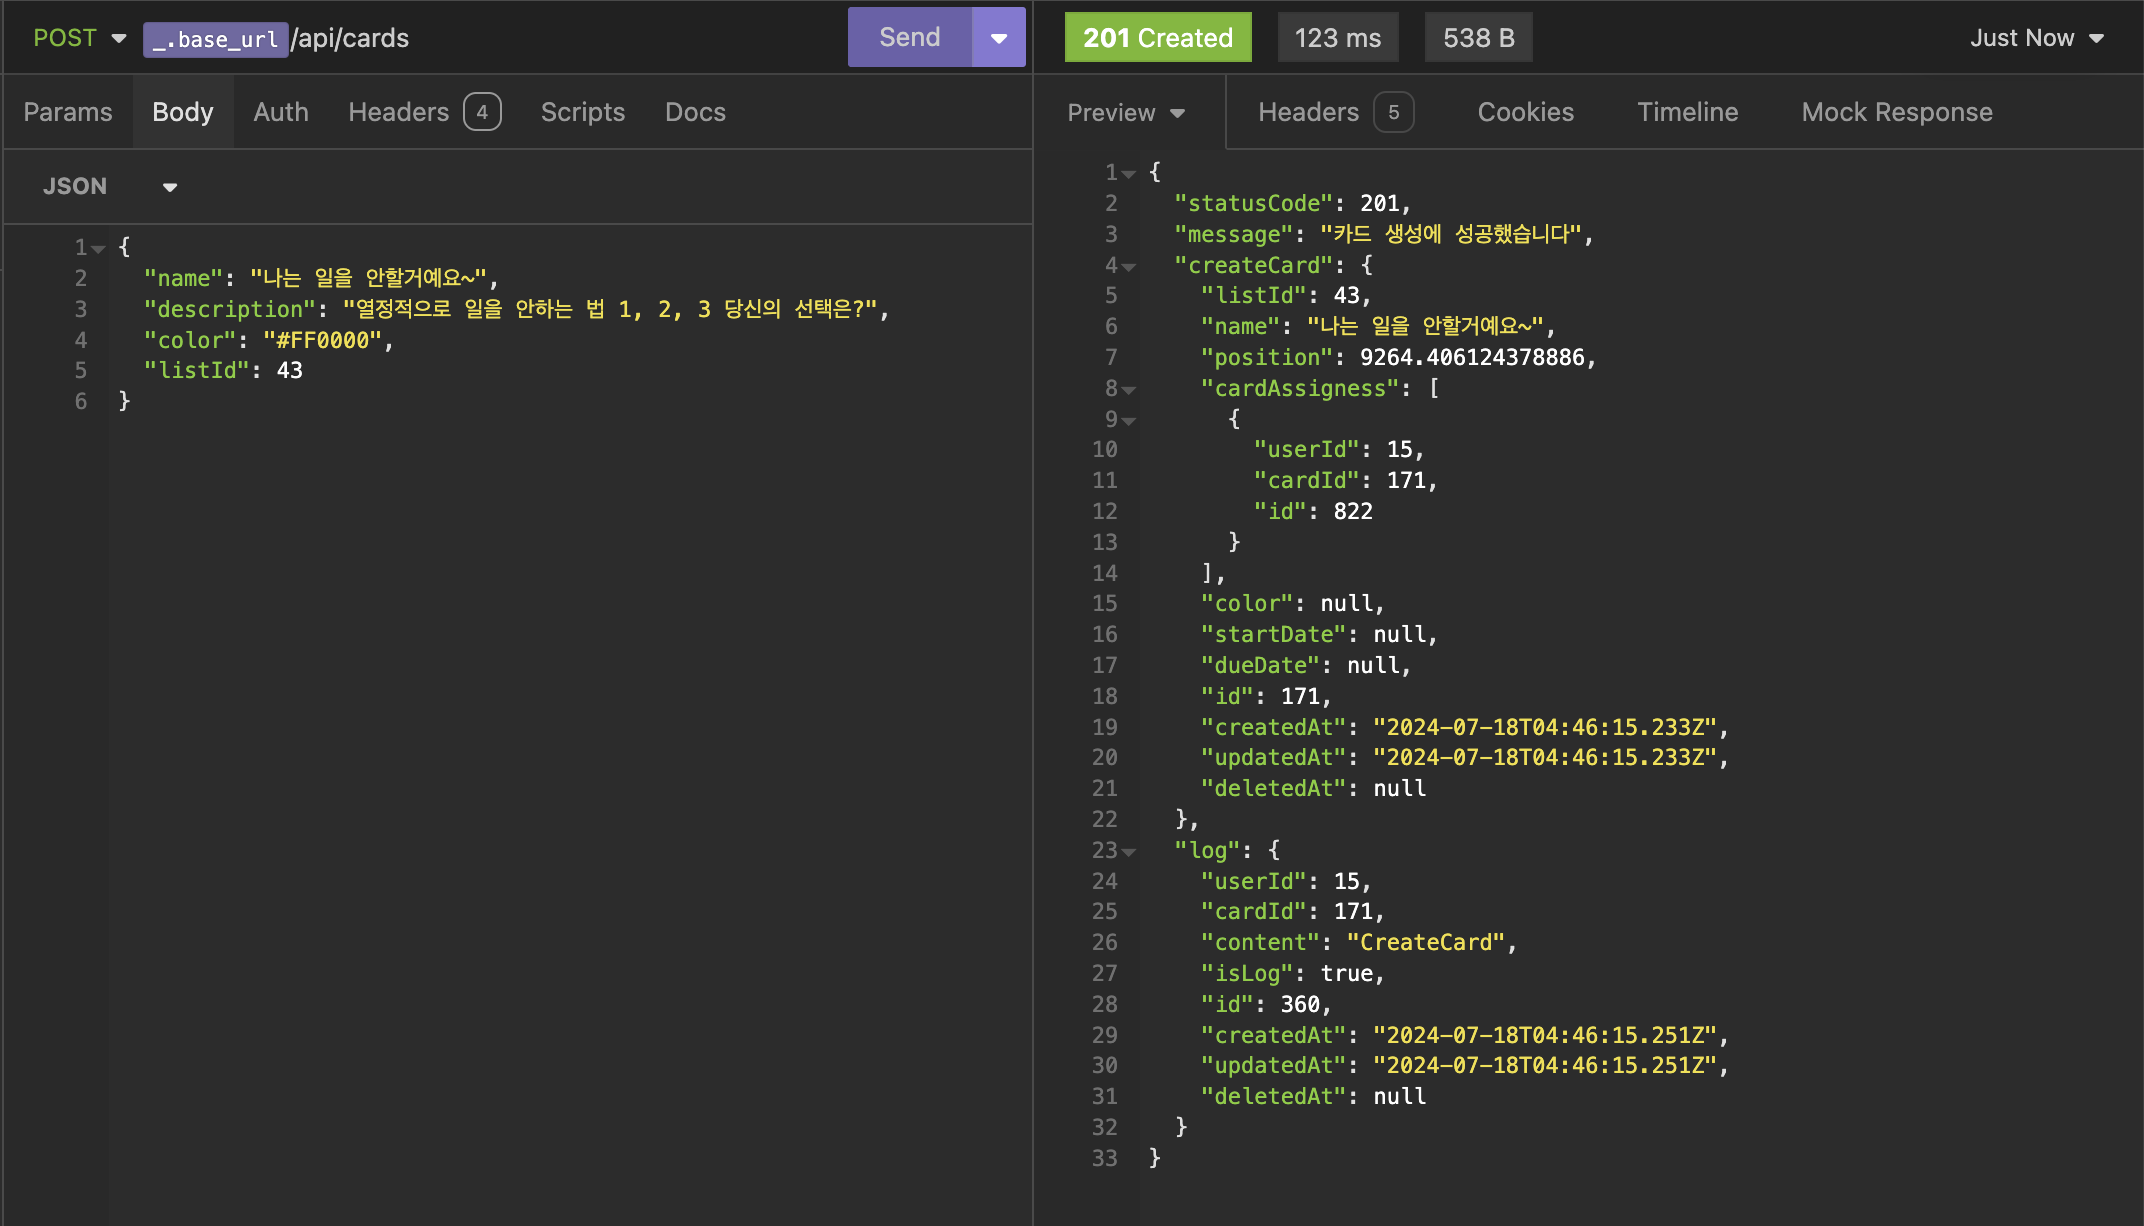 POST _.base_url/api/cards Send
Params Body Auth Headers 4 Scripts Docs
JSON
1 {
2 "name": "나는 일을 안할거예요~",
3 "description": "열정적으로 일을 안하는 법 1, 2, 3 당신의 선택은?",
4 "color": "#FF0000",
5 "listId": 43
6 }
201 Created 123 ms 538 B Just Now
Preview Headers 5 Cookies Timeline Mock Response
1 {
2 "statusCode": 201,
3 "message": "카드 생성에 성공했습니다",
4 "createCard": {
5 "listId": 43,
6 "name": "나는 일을 안할거예요~",
7 "position": 9264.406124378886,
8 "cardAssigness": [
9 {
10 "userId": 15,
11 "cardId": 171,
12 "id": 822
13 }
14 ],
15 "color": null,
16 "startDate": null,
17 "dueDate": null,
18 "id": 171,
19 "createdAt": "2024-07-18T04:46:15.233Z",
20 "updatedAt": "2024-07-18T04:46:15.233Z",
21 "deletedAt": null
22 },
23 "log": {
24 "userId": 15,
25 "cardId": 171,
26 "content": "CreateCard",
27 "isLog": true,
28 "id": 360,
29 "createdAt": "2024-07-18T04:46:15.251Z",
30 "updatedAt": "2024-07-18T04:46:15.251Z",
31 "deletedAt": null
32 }
33 }